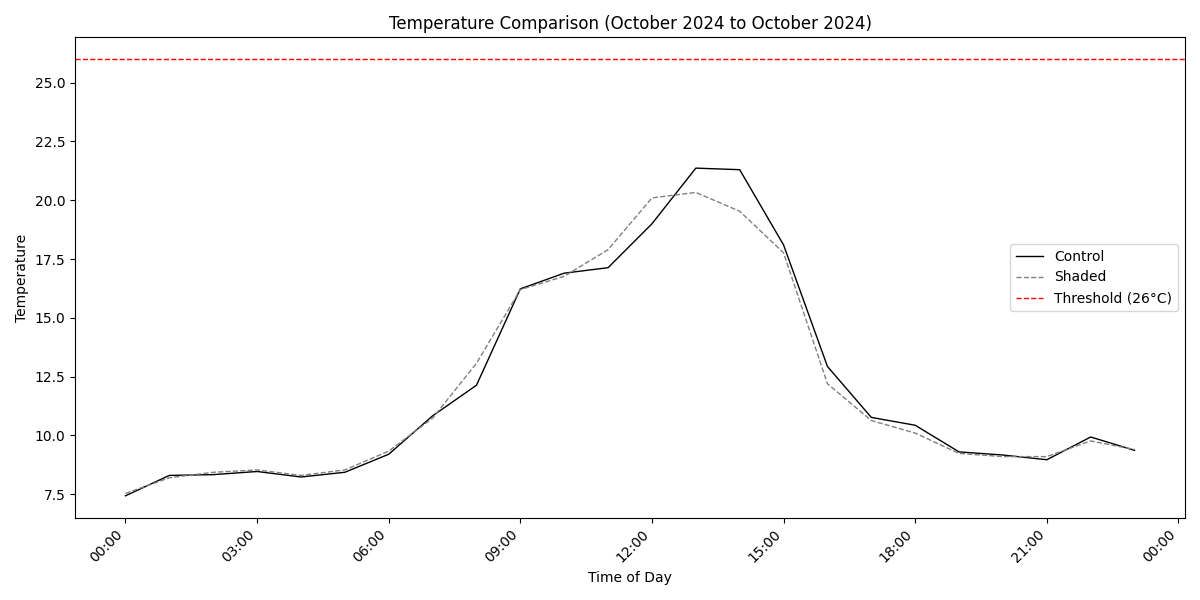 Temperature Comparison (October 2024 to October 2024)
Temperature
25.0
22.5
20.0
17.5
15.0
12.5
10.0
7.5
Control
Shaded
Threshold (26°C)
00:00
03:00
06:00
09:00
12:00
15:00
18:00
21:00
00:00
Time of Day